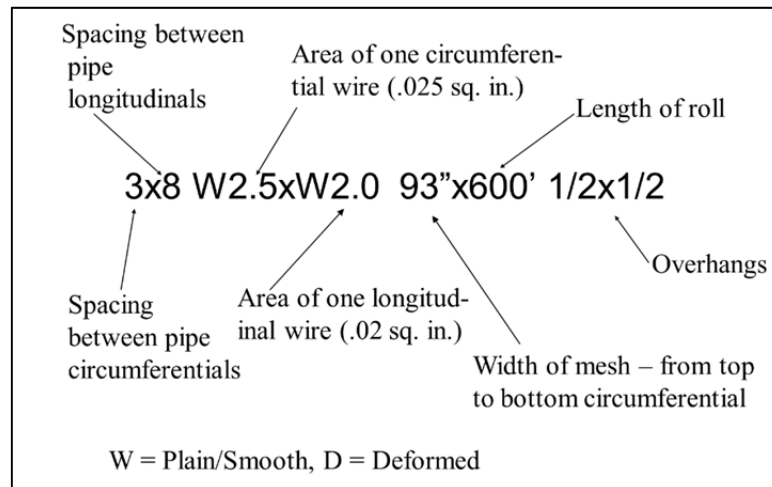 Spacing between
pipe
longitudinals
Area of one circumferen-
tial wire (.025 sq. in.)
Length of roll
3x8 W2.5xW2.0 93”x600’ 1/2x1/2
Spacing
between pipe
circumferentials
Area of one longitud-
inal wire (.02 sq. in.)
Overhangs
Width of mesh – from top
to bottom circumferential
W = Plain/Smooth, D = Deformed